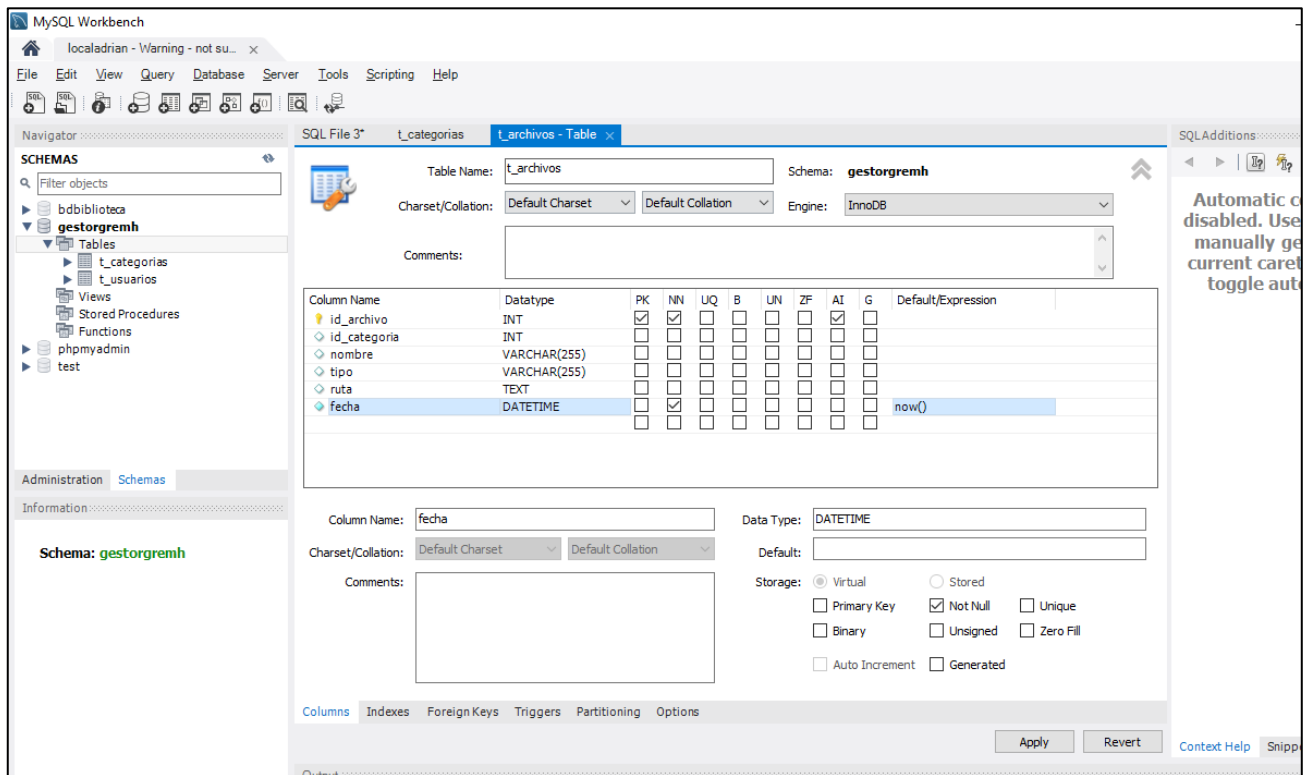 MySQL Workbench
localadrian - Warning - not su...
File Edit View Query Database Server Tools Scripting Help
Navigator
SCHEMAS
Filter objects
bdbiblioteca
gestorgremh
Tables
t_categorias
t_usuarios
Views
Stored Procedures
Functions
phpmyadmin
test
Administration Schemas
Information
Schema: gestorgremh
SQL File 3* t_categorias t_archivos - Table
Table Name: t_archivos Schema: gestorgremh
Charset/Collation: Default Charset Default Collation Engine: InnoDB
Comments:
Column Name Datatype PK NN UQ B UN ZF AI G Default/Expression
id_archivo INT
id_categoria INT
nombre VARCHAR(255)
tipo VARCHAR(255)
ruta TEXT
fecha DATETIME now()
Column Name: fecha Data Type: DATETIME
Charset/Collation: Default Charset Default Collation Default:
Comments: Storage: Virtual Stored
Primary Key Not Null Unique
Binary Unsigned Zero Fill
Auto Increment Generated
Columns Indexes Foreign Keys Triggers Partitioning Options
Apply Revert
SQLAdditions
Automatic c
disabled. Use
manually ge
current caret
toggle aut
Context Help Snipp
Output